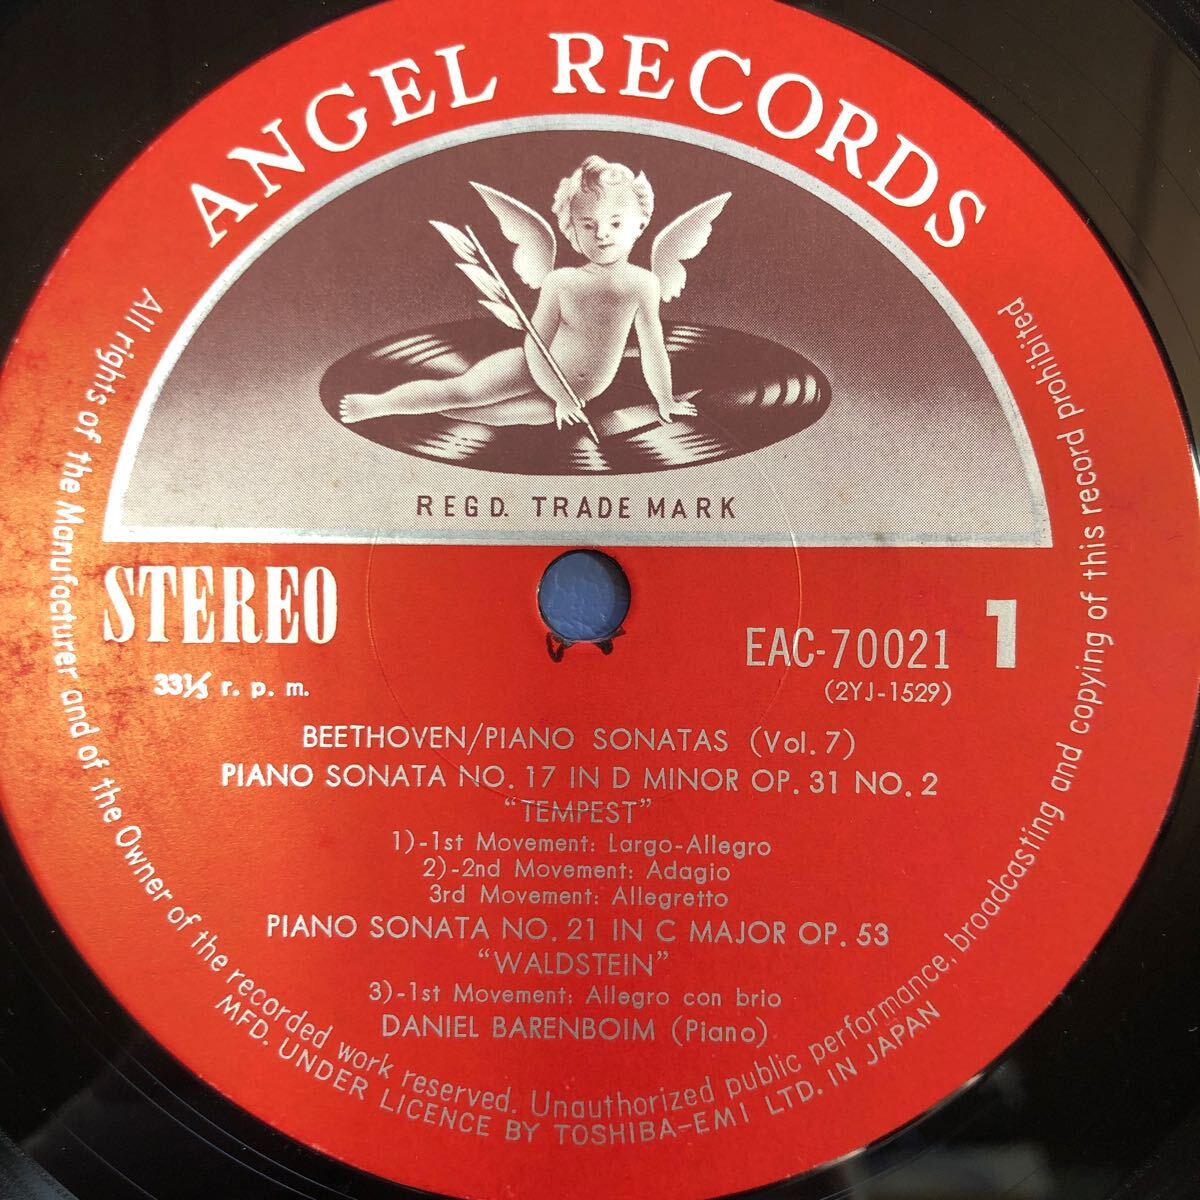 ANGEL RECORDS
REGD. TRADE MARK
STEREO
33⅓ r. p. m.
EAC-70021 1
(2YJ-1529)
BEETHOVEN/PIANO SONATAS (Vol. 7)
PIANO SONATA NO. 17 IN D MINOR OP. 31 NO. 2
“TEMPEST”
1)-1st Movement: Largo-Allegro
2)-2nd Movement: Adagio
3rd Movement: Allegretto
PIANO SONATA NO. 21 IN C MAJOR OP. 53
“WALDSTEIN”
3)-1st Movement: Allegro con brio
DANIEL BARENBOIM (Piano)
All rights of the Manufacturer and of the Owner of the recorded work reserved. Unauthorized public performance, broadcasting and copying of this record prohibited
MFD. UNDER LICENCE BY TOSHIBA-EMI LTD. IN JAPAN